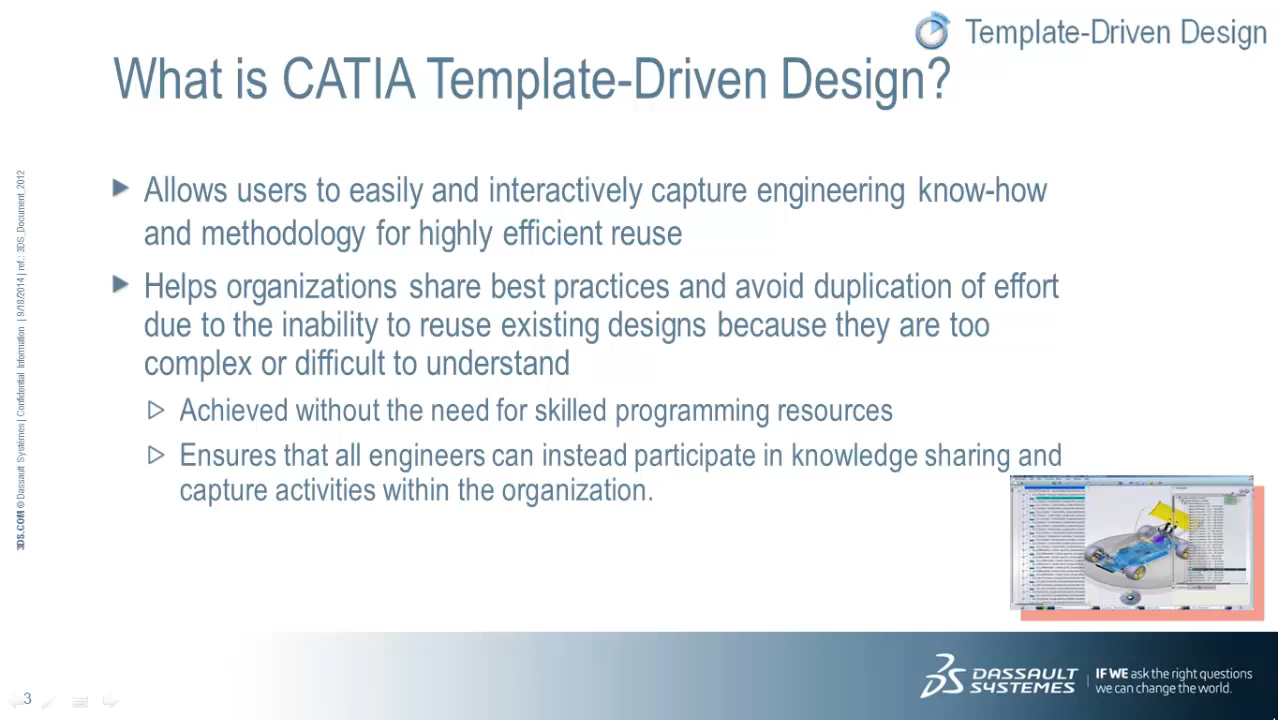 Template-Driven Design
What is CATIA Template-Driven Design?
Allows users to easily and interactively capture engineering know-how
and methodology for highly efficient reuse
Helps organizations share best practices and avoid duplication of effort
due to the inability to reuse existing designs because they are too
complex or difficult to understand
Achieved without the need for skilled programming resources
Ensures that all engineers can instead participate in knowledge sharing and
capture activities within the organization.
3DS.COM © Dassault Systèmes | Confidential Information | 9/18/2014 | ref.: 3DS_Document_2012
3
DASSAULT
SYSTEMES
IF WE ask the right questions
we can change the world.